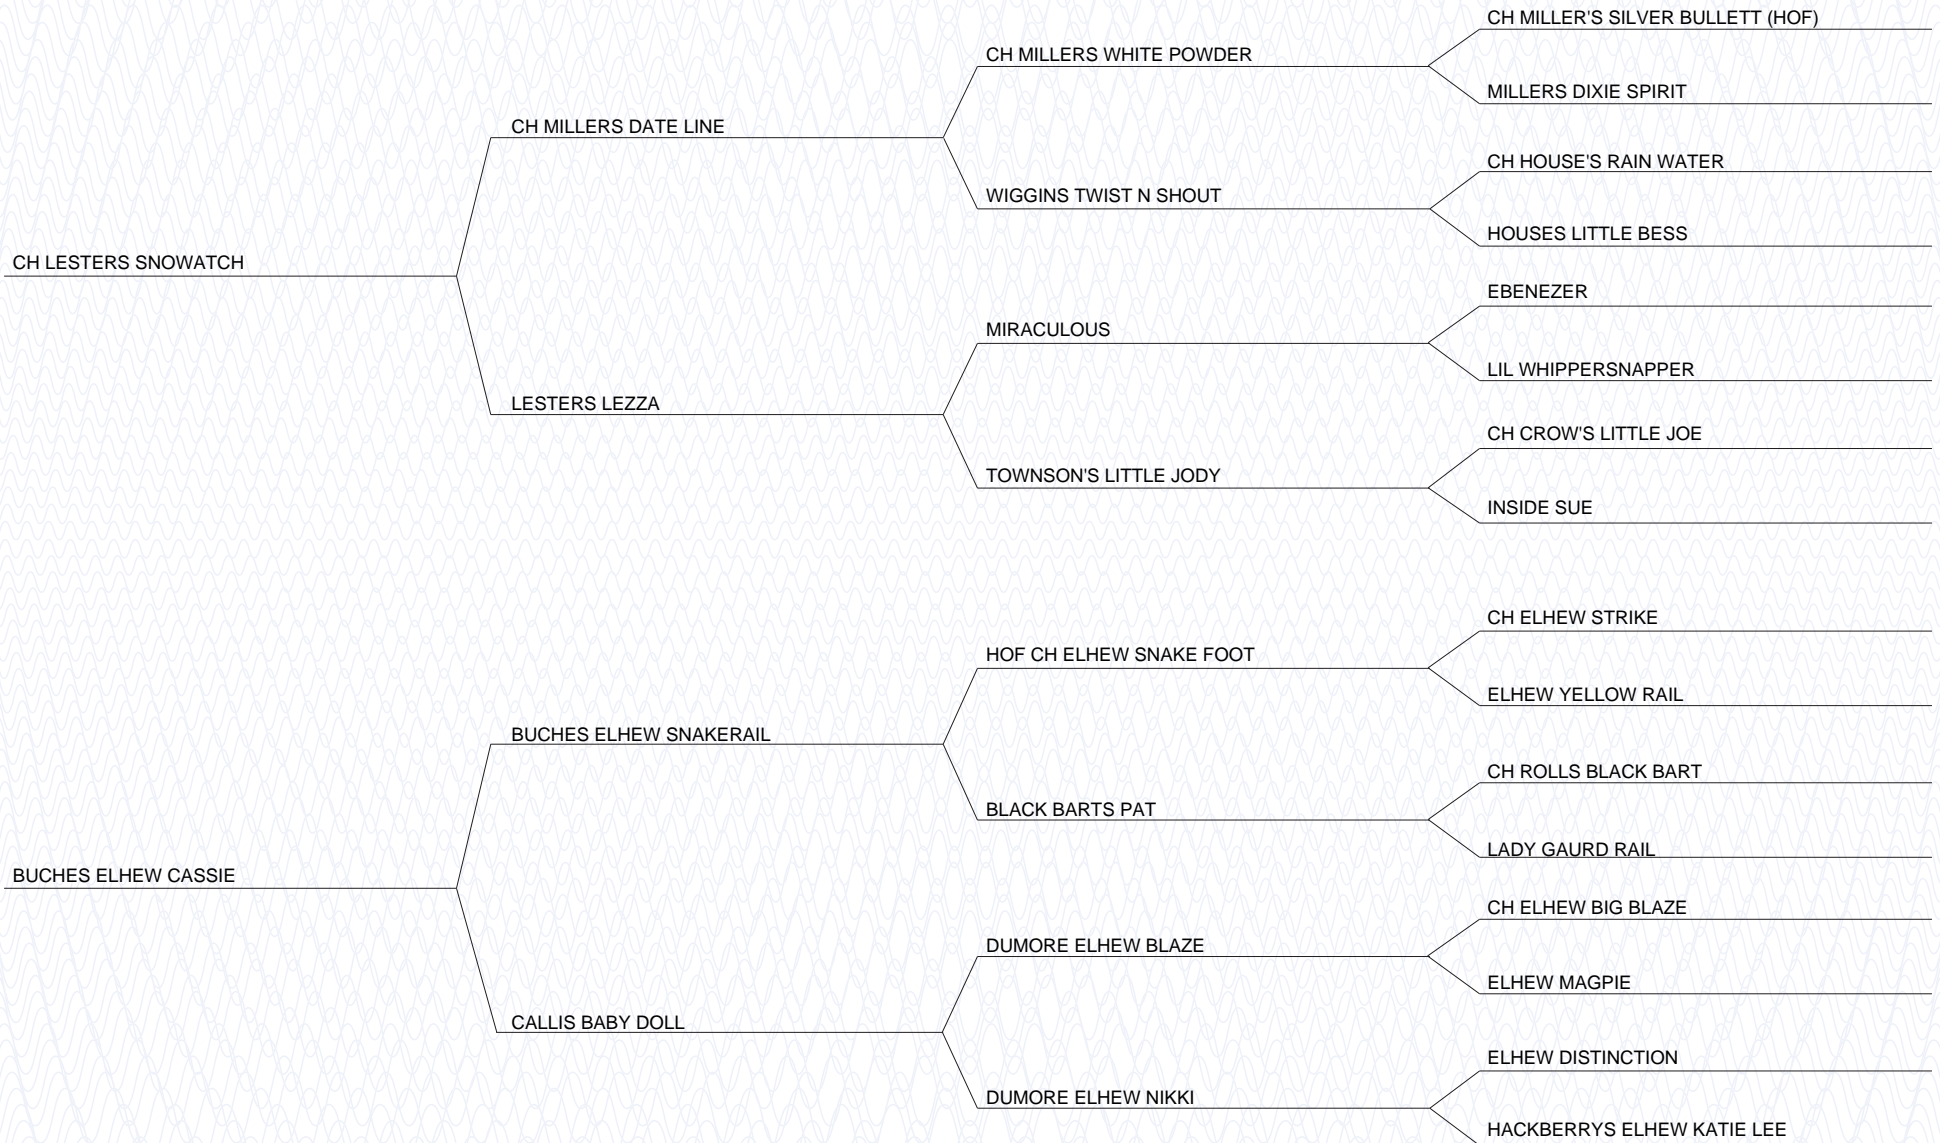 CH LESTERS SNOWATCH
CH MILLERS DATE LINE
CH MILLERS WHITE POWDER
CH MILLER'S SILVER BULLETT (HOF)
MILLERS DIXIE SPIRIT
WIGGINS TWIST N SHOUT
CH HOUSE'S RAIN WATER
HOUSES LITTLE BESS
LESTERS LEZZA
MIRACULOUS
EBENEZER
LIL WHIPPERSNAPPER
TOWNSON'S LITTLE JODY
CH CROW'S LITTLE JOE
INSIDE SUE
BUCHES ELHEW CASSIE
BUCHES ELHEW SNAKERAIL
HOF CH ELHEW SNAKE FOOT
CH ELHEW STRIKE
ELHEW YELLOW RAIL
BLACK BARTS PAT
CH ROLLS BLACK BART
LADY GAURD RAIL
CALLIS BABY DOLL
DUMORE ELHEW BLAZE
CH ELHEW BIG BLAZE
ELHEW MAGPIE
DUMORE ELHEW NIKKI
ELHEW DISTINCTION
HACKBERRYS ELHEW KATIE LEE